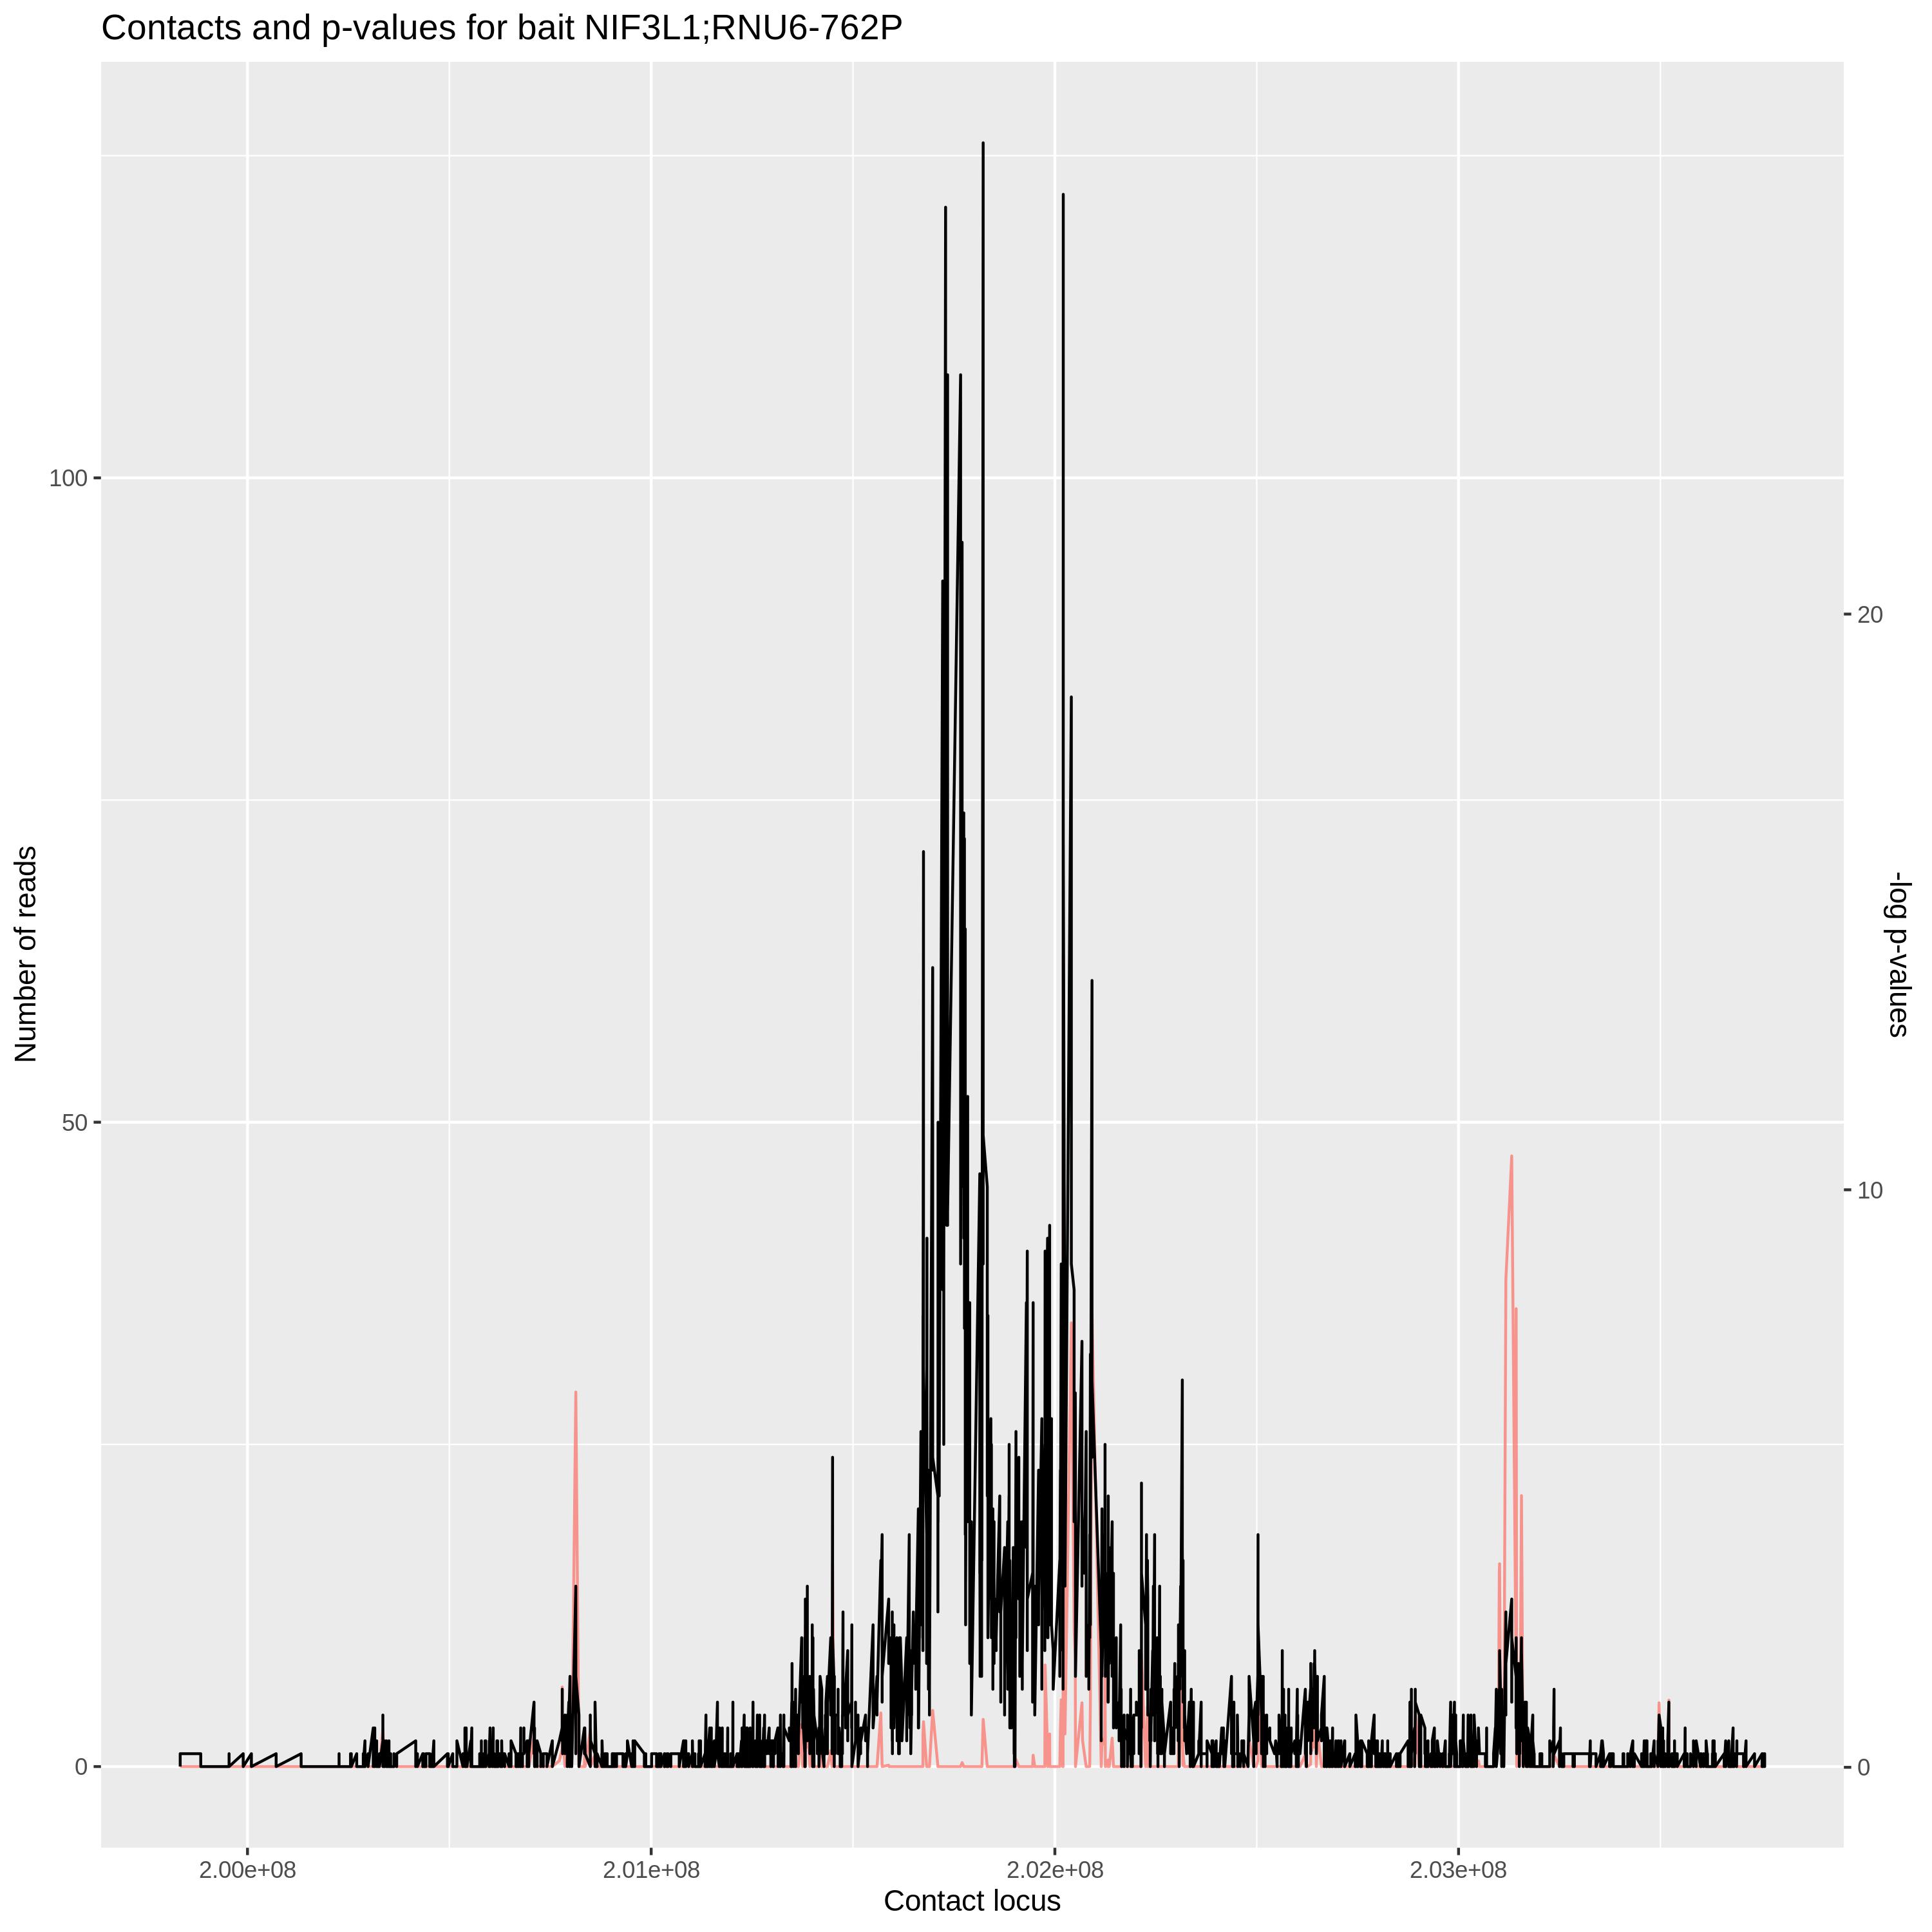 Contacts and p-values for bait NIF3L1;RNU6-762P
100
50
0
Number of reads
20
10
0
-log p-values
2.00e+08 2.01e+08 2.02e+08 2.03e+08
Contact locus